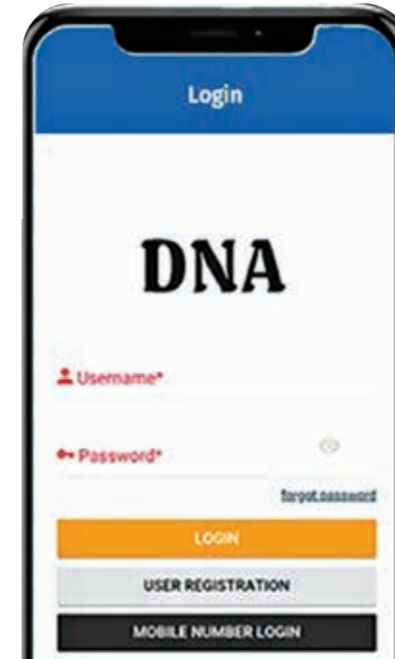 Login
DNA
Username*
Password*
forgot password
LOGIN
USER REGISTRATION
MOBILE NUMBER LOGIN